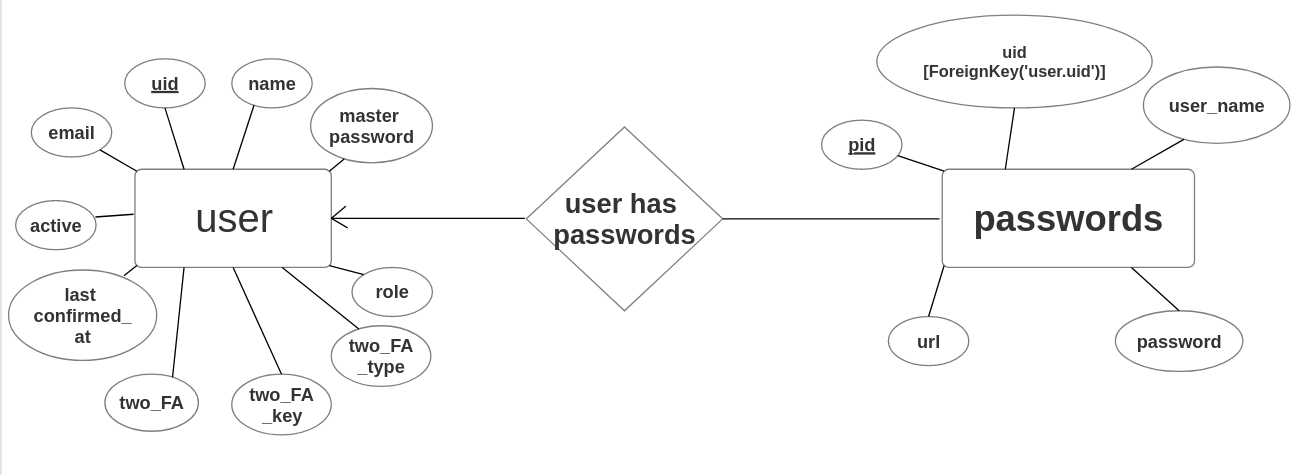 uid
name
email
master
password
active
user
last
confirmed_
at
two_FA
two_FA
_key
two_FA
_type
role
user has
passwords
uid
[ForeignKey('user.uid')]
user_name
pid
passwords
url
password